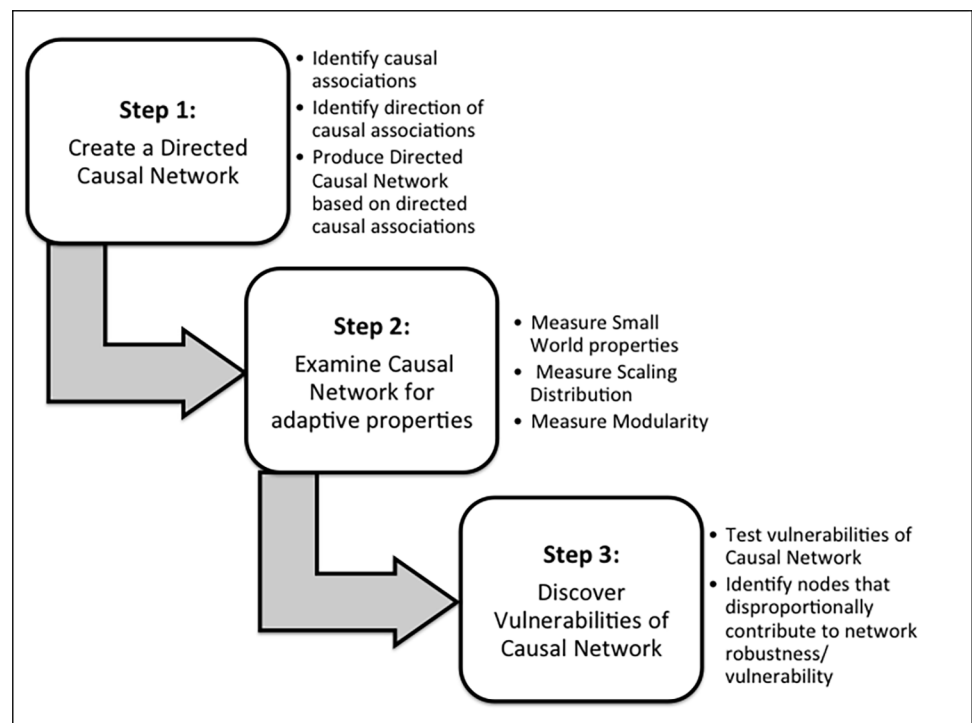 Step 1:
Create a Directed
Causal Network
• Identify causal
associations
• Identify direction of
causal associations
• Produce Directed
Causal Network
based on directed
causal associations
Step 2:
Examine Causal
Network for
adaptive properties
• Measure Small
World properties
• Measure Scaling
Distribution
• Measure Modularity
Step 3:
Discover
Vulnerabilities of
Causal Network
• Test vulnerabilities of
Causal Network
• Identify nodes that
disproportionally
contribute to network
robustness/
vulnerability